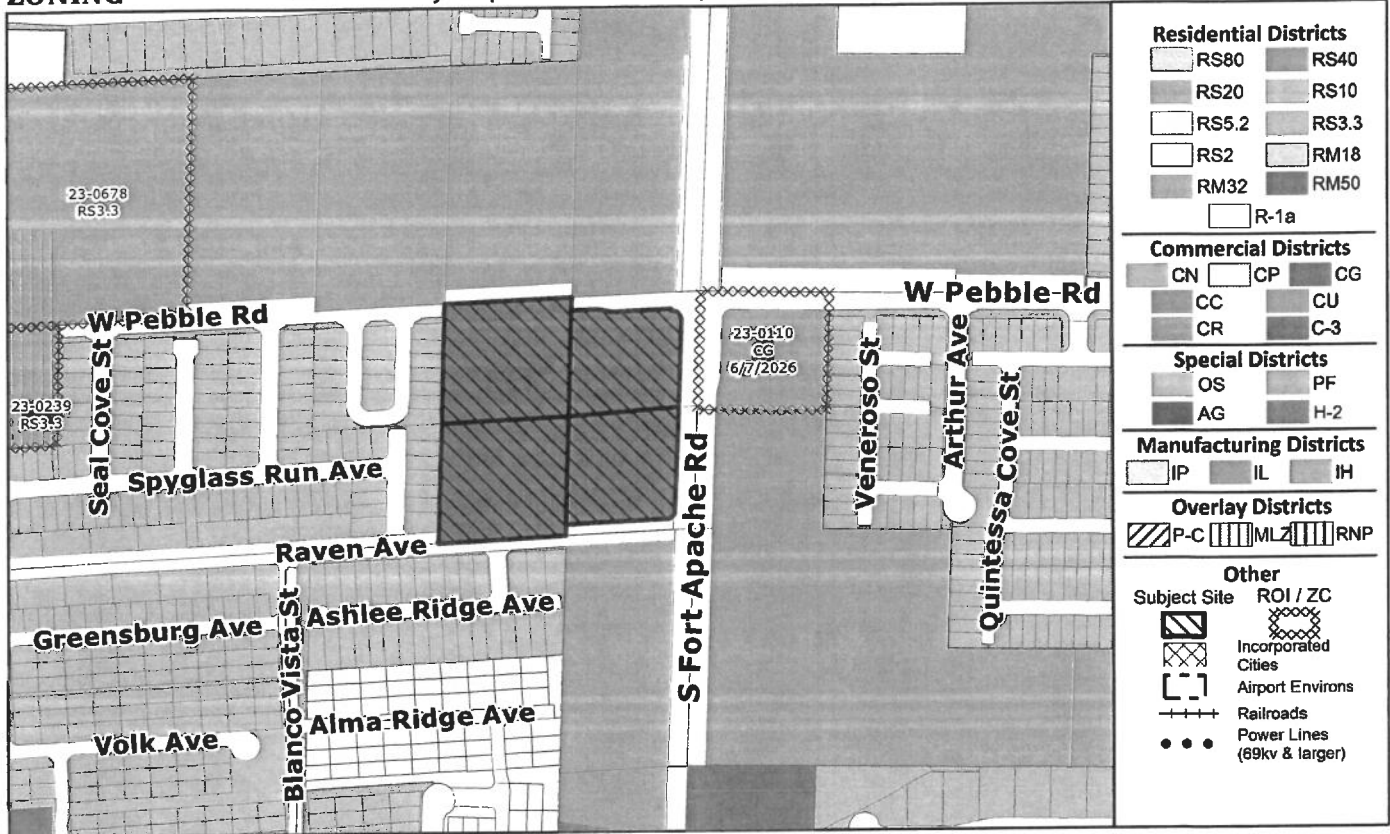 ZONING
23-0678
RS3.3
W Pebble Rd
W Pebble Rd
23-0110
CG
6/7/2026
23-0239
RS3.3
Seal Cove St
Spyglass Run Ave
Veneroso St
Arthur Ave
Quintessa Cove St
S Fort Apache Rd
Raven Ave
Greensburg Ave
Blanco Vista St
Ashlee Ridge Ave
Volk Ave
Alma Ridge Ave
Residential Districts
RS80 RS40
RS20 RS10
RS5.2 RS3.3
RS2 RM18
RM32 RM50
R-1a
Commercial Districts
CN CP CG
CC CU
CR C-3
Special Districts
OS PF
AG H-2
Manufacturing Districts
IP IL IH
Overlay Districts
P-C MLZ RNP
Other
Subject Site ROI / ZC
Incorporated
Cities
Airport Environs
Railroads
Power Lines
(69kv & larger)